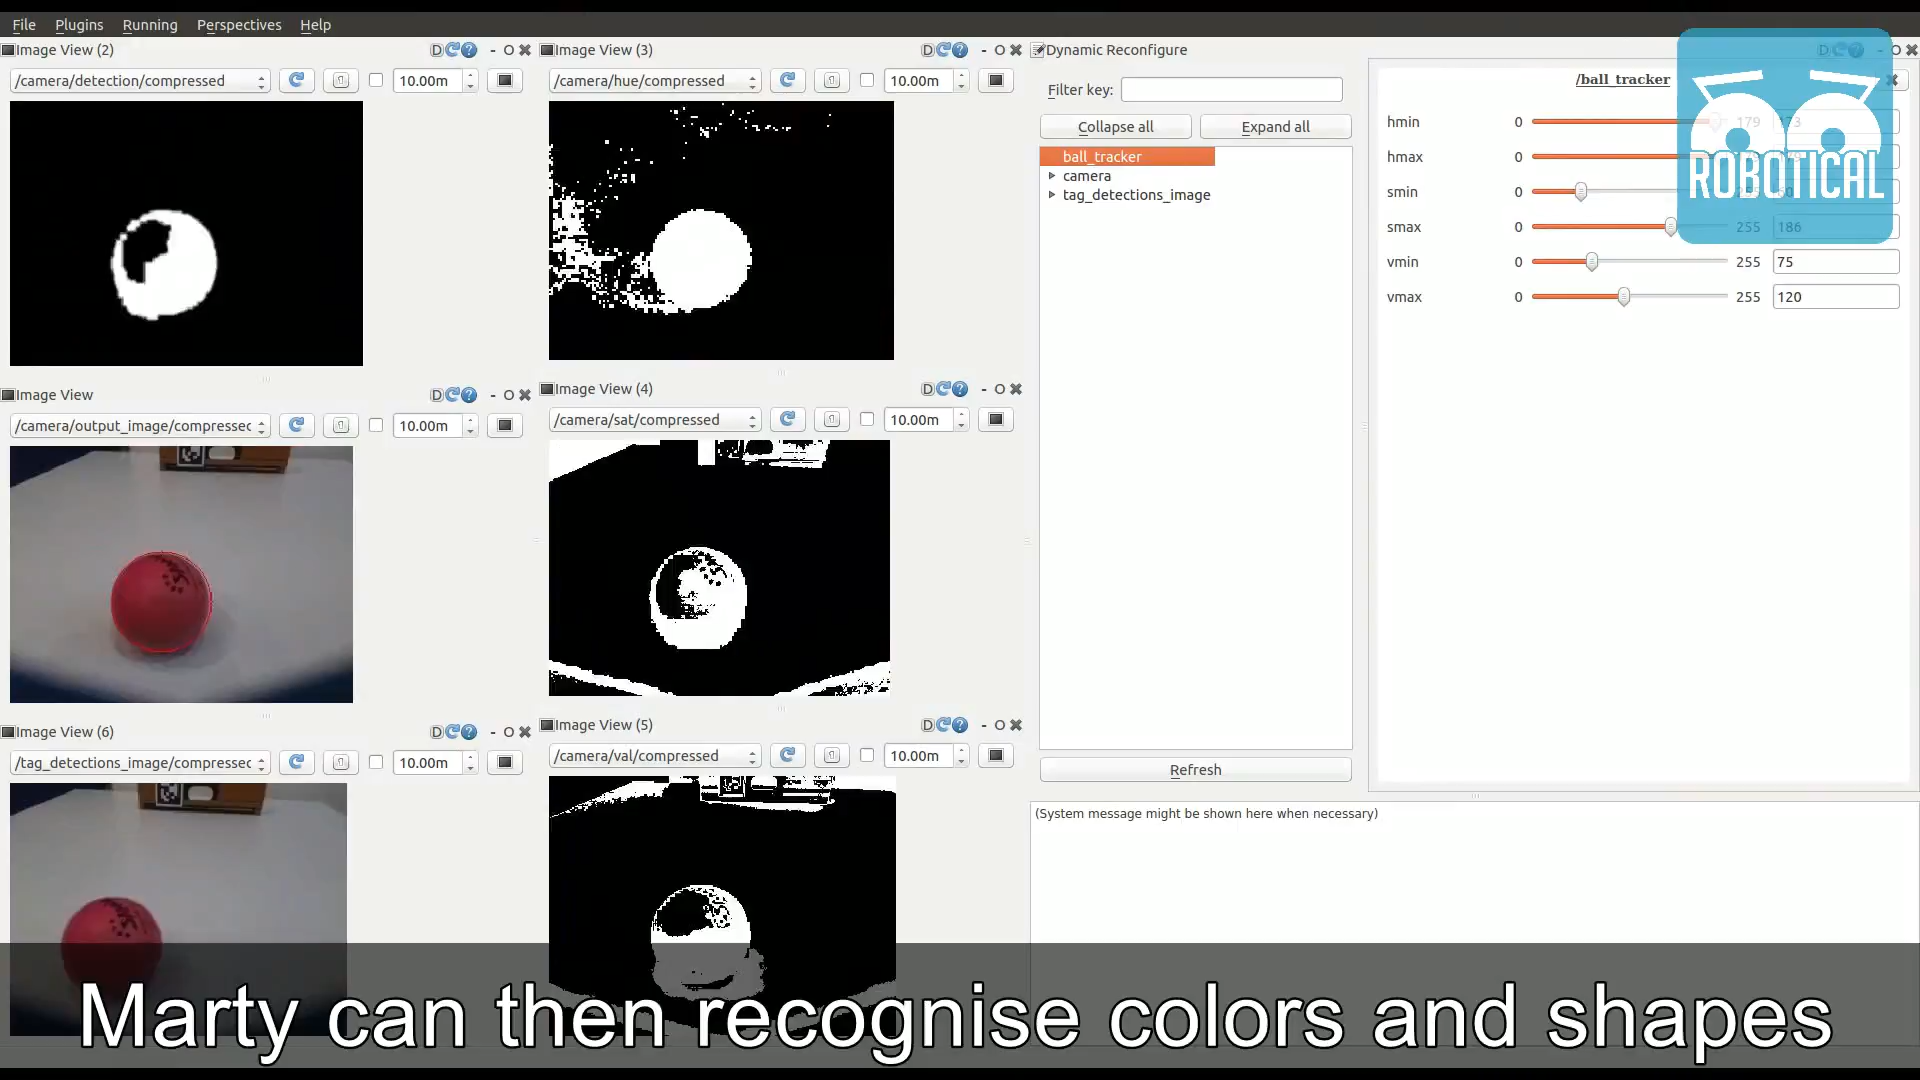 File Plugins Running Perspectives Help
Image View (2)
/camera/detection/compressed
10.00m
Image View
/camera/output_image/compressec
10.00m
Image View (6)
/tag_detections_image/compressec
10.00m
Image View (3)
/camera/hue/compressed
10.00m
Image View (4)
/camera/sat/compressed
10.00m
Image View (5)
/camera/val/compressed
10.00m
Dynamic Reconfigure
Filter key:
Collapse all Expand all
ball_tracker
camera
tag_detections_image
Refresh
/ball_tracker
hmin 0 179
hmax 0
smin 0
smax 0 255 186
vmin 0 255 75
vmax 0 255 120
ROBOTICAL
(System message might be shown here when necessary)
Marty can then recognise colors and shapes